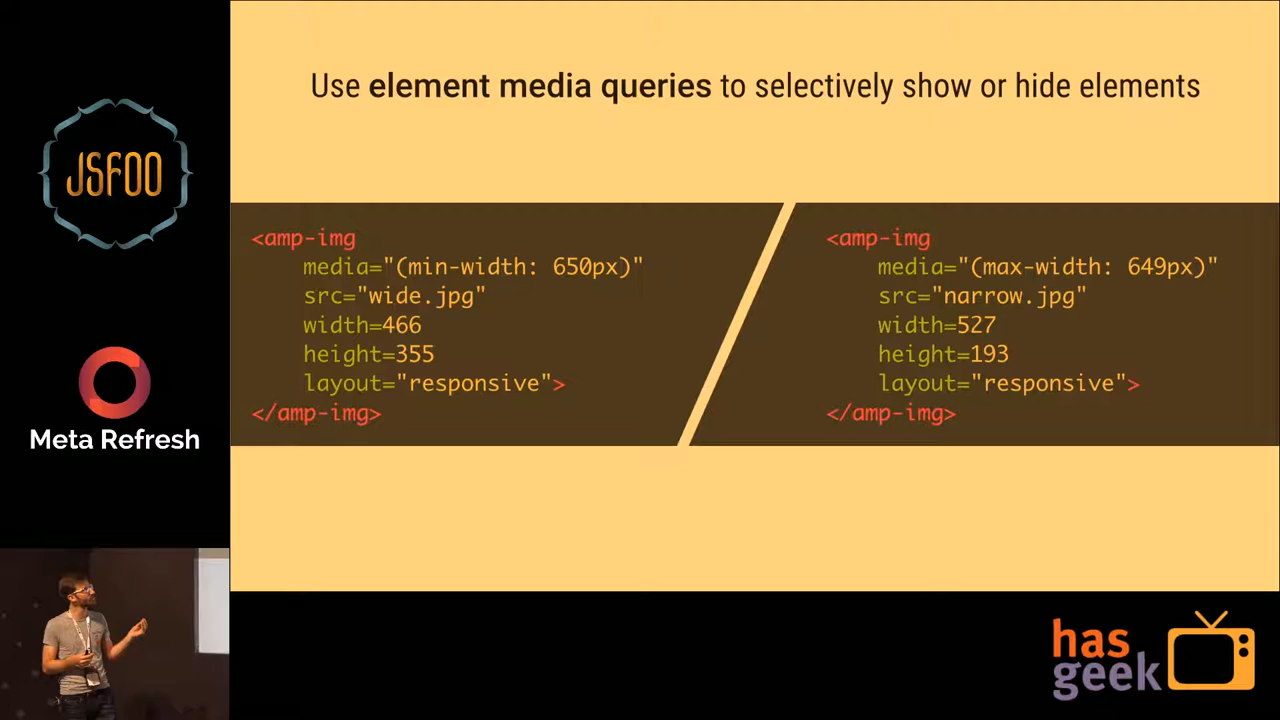 Use element media queries to selectively show or hide elements
JSFOO
Meta Refresh
<amp-img
media="(min-width: 650px)"
src="wide.jpg"
width=466
height=355
layout="responsive">
</amp-img>
<amp-img
media="(max-width: 649px)"
src="narrow.jpg"
width=527
height=193
layout="responsive">
</amp-img>
has
geek